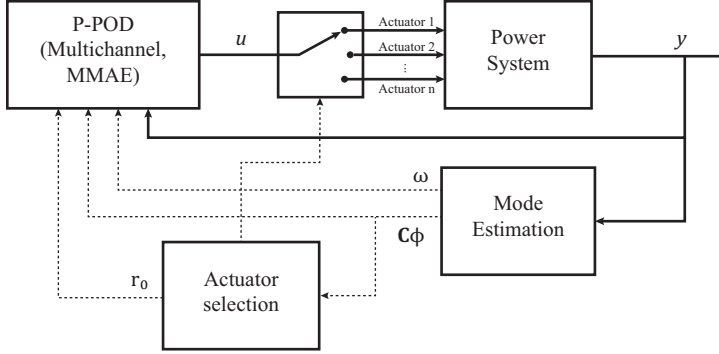 P-POD
(Multichannel,
MMAE)
u
Actuator 1
Actuator 2
⋮
Actuator n
Power
System
y
ω
Cϕ
Mode
Estimation
r₀
Actuator
selection